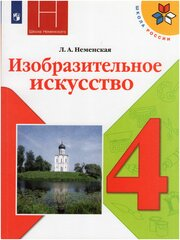 Школа Неменского
ШКОЛА РОССИИ
Л. А. Неменская
Изобразительное
искусство
4